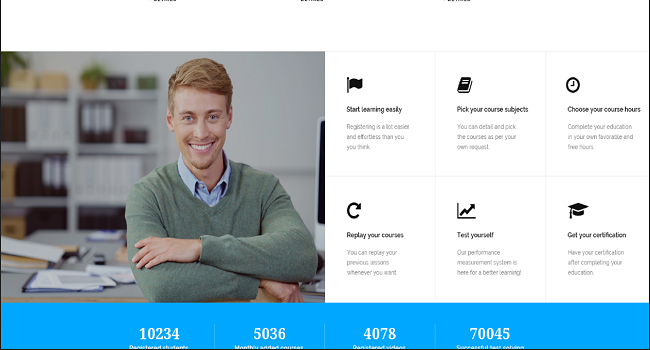 Start learning easily
Registering is a lot easier
and effortless than you
you think.
Pick your course subjects
You can detail and pick
the courses as per your
own request.
Choose your course hours
Complete your education
in your own favorable and
free hours.
Replay your courses
You can replay your
previous lessons
whenever you want.
Test yourself
Our performance
measurement system is
here for a better learning!
Get your certification
Have your certification
after completing your
education.
10234
Registered students
5036
Monthly added courses
4078
Registered videos
70045
Successful test solving